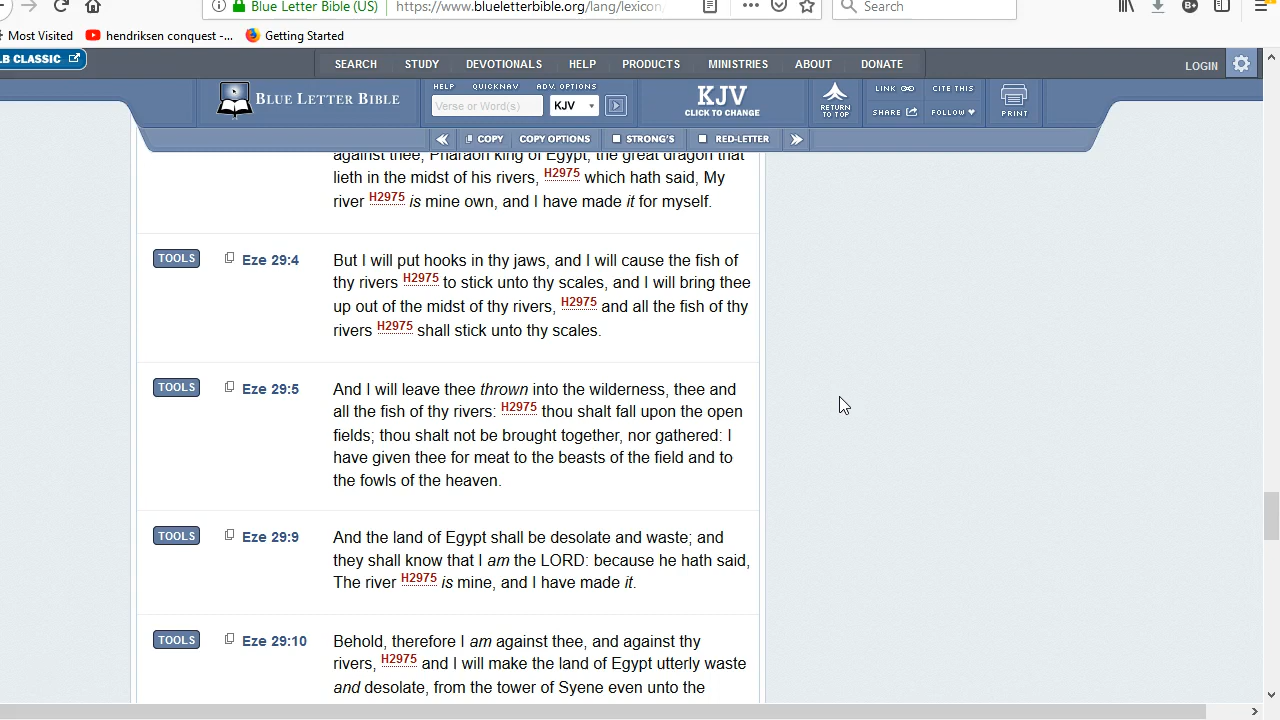 Blue Letter Bible (US)
https://www.blueletterbible.org/lang/lexicon
Search
Most Visited
hendriksen conquest -...
Getting Started
LB CLASSIC
SEARCH STUDY DEVOTIONALS HELP PRODUCTS MINISTRIES ABOUT DONATE
LOGIN
BLUE LETTER BIBLE
HELP QUICKNAV ADV. OPTIONS
Verse or Word(s) KJV
KJV
CLICK TO CHANGE
RETURN
TO TOP
LINK CITE THIS
SHARE FOLLOW
PRINT
COPY COPY OPTIONS STRONG'S RED-LETTER
against thee, Pharaoh king of Egypt, the great dragon that
lieth in the midst of his rivers, H2975 which hath said, My
river H2975 is mine own, and I have made it for myself.
TOOLS Eze 29:4 But I will put hooks in thy jaws, and I will cause the fish of
thy rivers H2975 to stick unto thy scales, and I will bring thee
up out of the midst of thy rivers, H2975 and all the fish of thy
rivers H2975 shall stick unto thy scales.
TOOLS Eze 29:5 And I will leave thee thrown into the wilderness, thee and
all the fish of thy rivers: H2975 thou shalt fall upon the open
fields; thou shalt not be brought together, nor gathered: I
have given thee for meat to the beasts of the field and to
the fowls of the heaven.
TOOLS Eze 29:9 And the land of Egypt shall be desolate and waste; and
they shall know that I am the LORD: because he hath said,
The river H2975 is mine, and I have made it.
TOOLS Eze 29:10 Behold, therefore I am against thee, and against thy
rivers, H2975 and I will make the land of Egypt utterly waste
and desolate, from the tower of Syene even unto the